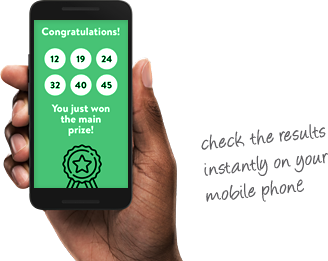 Congratulations!
12 19 24
32 40 45
You just won
the main
prize!
check the results
instantly on your
mobile phone